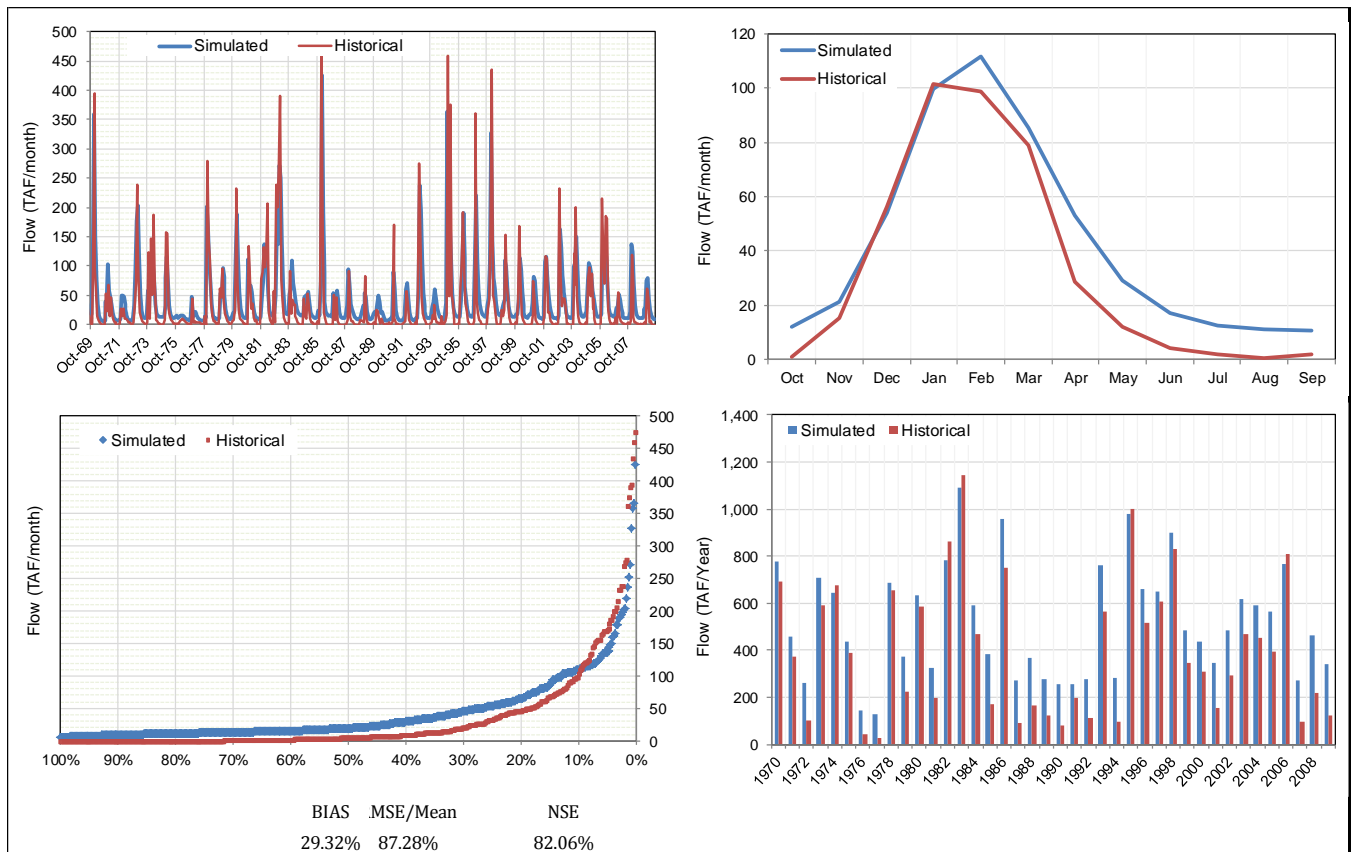 500
450
400
350
300
250
200
150
100
50
0
Flow (TAF/month)
Simulated Historical
Oct-69 Oct-71 Oct-73 Oct-75 Oct-77 Oct-79 Oct-81 Oct-83 Oct-85 Oct-87 Oct-89 Oct-91 Oct-93 Oct-95 Oct-97 Oct-99 Oct-01 Oct-03 Oct-05 Oct-07
120
100
80
60
40
20
0
Flow (TAF/month)
Simulated
Historical
Oct Nov Dec Jan Feb Mar Apr May Jun Jul Aug Sep
Flow (TAF/month)
Simulated Historical
500
450
400
350
300
250
200
150
100
50
0
100% 90% 80% 70% 60% 50% 40% 30% 20% 10% 0%
BIAS .MSE/Mean NSE
29.32% 87.28% 82.06%
1,400
1,200
1,000
800
600
400
200
0
Flow (TAF/Year)
Simulated Historical
1970 1972 1974 1976 1978 1980 1982 1984 1986 1988 1990 1992 1994 1996 1998 2000 2002 2004 2006 2008